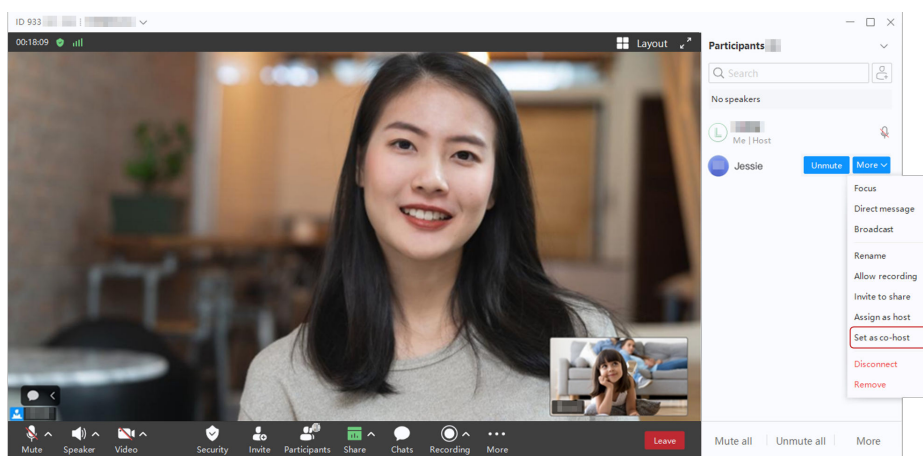 ID 933
00:18:09
Layout
Participants
Search
No speakers
L
Me | Host
Jessie
Unmute
More
Focus
Direct message
Broadcast
Rename
Allow recording
Invite to share
Assign as host
Set as co-host
Disconnect
Remove
Mute
Speaker
Video
Security
Invite
Participants
Share
Chats
Recording
More
Leave
Mute all
Unmute all
More